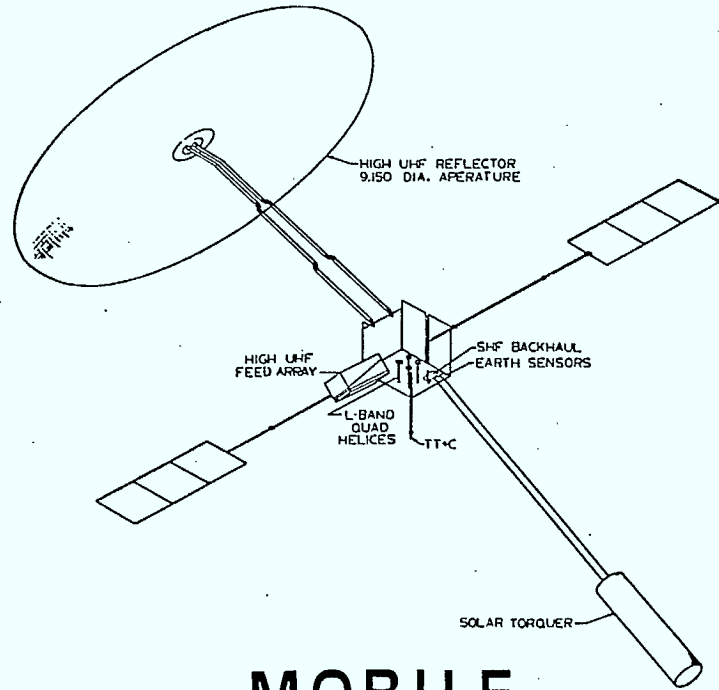 HIGH UHF REFLECTOR
9.150 DIA. APERATURE
SHF BACKHAUL
EARTH SENSORS
HIGH UHF
FEED ARRAY
L-BAND
QUAD
HELICES
TT+C
SOLAR TORQUER
MOBILE